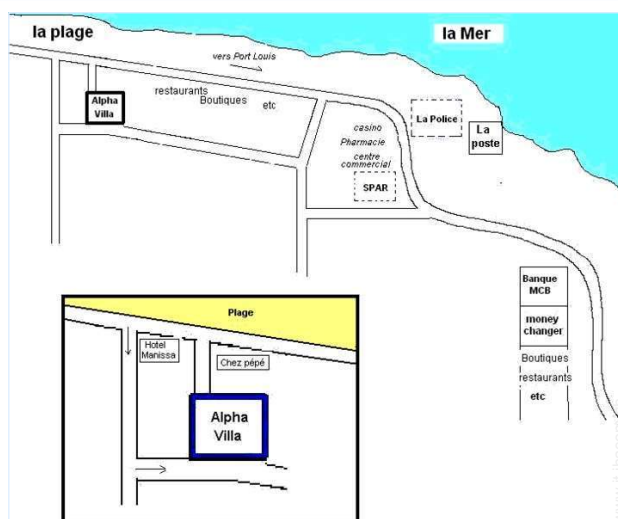 la plage
la Mer
vers Port Louis
Alpha
Villa
restaurants
Boutiques
etc
casino
Pharmacie
centre
commercial
SPAR
La Police
La
poste
Banque
MCB
money
changer
Boutiques
restaurants
etc
Plage
Hotel
Manissa
Chez pépé
Alpha
Villa